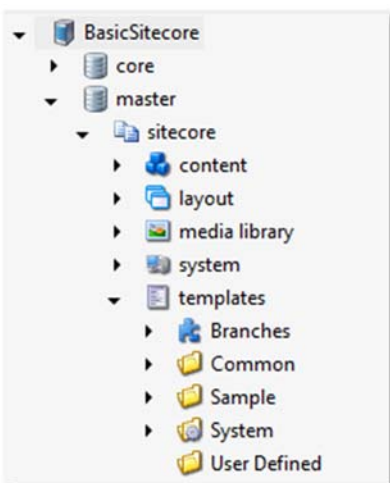 BasicSitecore
core
master
sitecore
content
layout
media library
system
templates
Branches
Common
Sample
System
User Defined